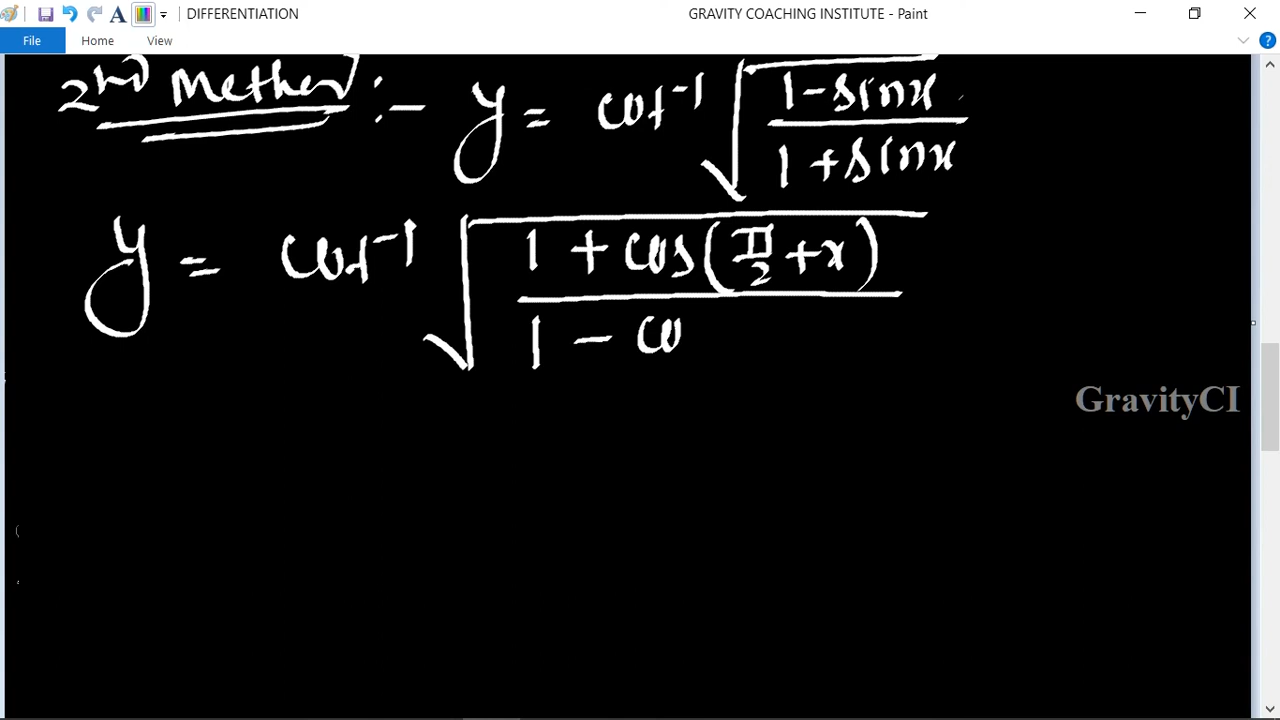 DIFFERENTIATION
GRAVITY COACHING INSTITUTE - Paint
File Home View
2nd Method :- y = cot⁻¹ √((1-sinx)/(1+sinx))
y = cot⁻¹ √((1+cos(π/2+x))/(1-co
GravityCI